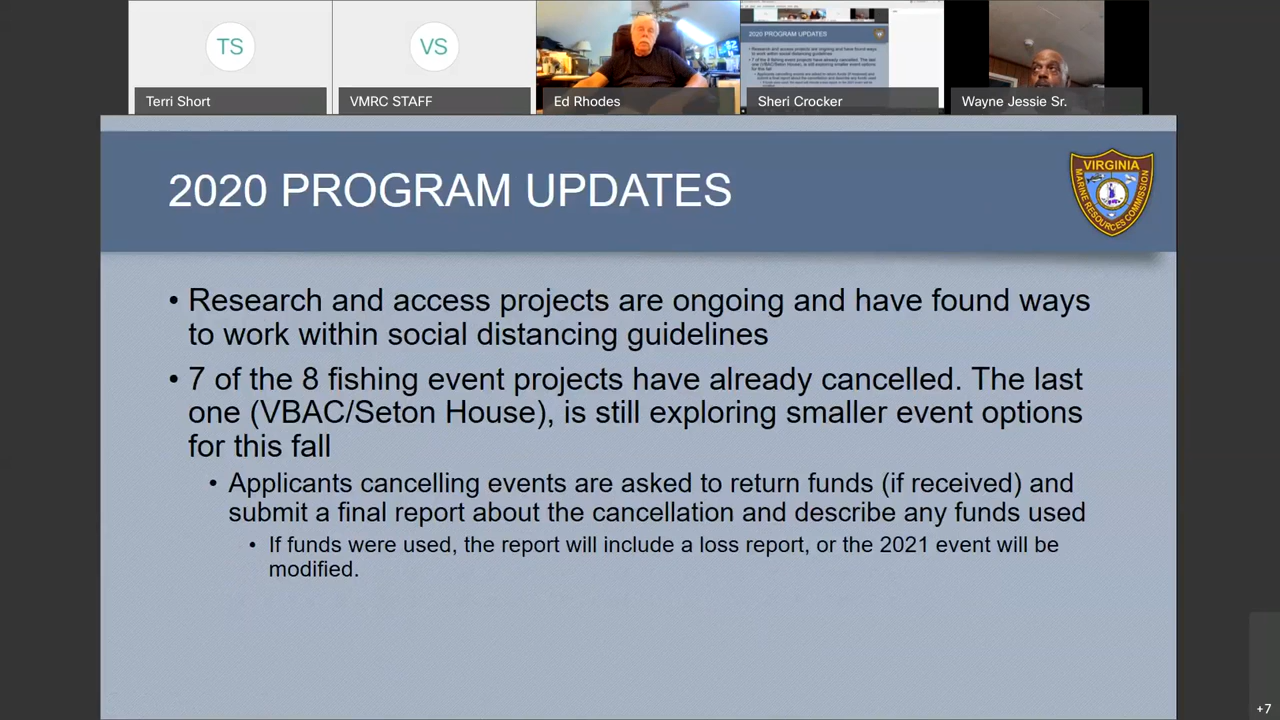 TS
VS
Terri Short
VMRC STAFF
Ed Rhodes
Sheri Crocker
Wayne Jessie Sr.
2020 PROGRAM UPDATES
2020 PROGRAM UPDATES
VIRGINIA
MARINE RESOURCES COMMISSION
• Research and access projects are ongoing and have found ways
to work within social distancing guidelines
• 7 of the 8 fishing event projects have already cancelled. The last
one (VBAC/Seton House), is still exploring smaller event options
for this fall
• Applicants cancelling events are asked to return funds (if received) and
submit a final report about the cancellation and describe any funds used
• If funds were used, the report will include a loss report, or the 2021 event will be
modified.
+7